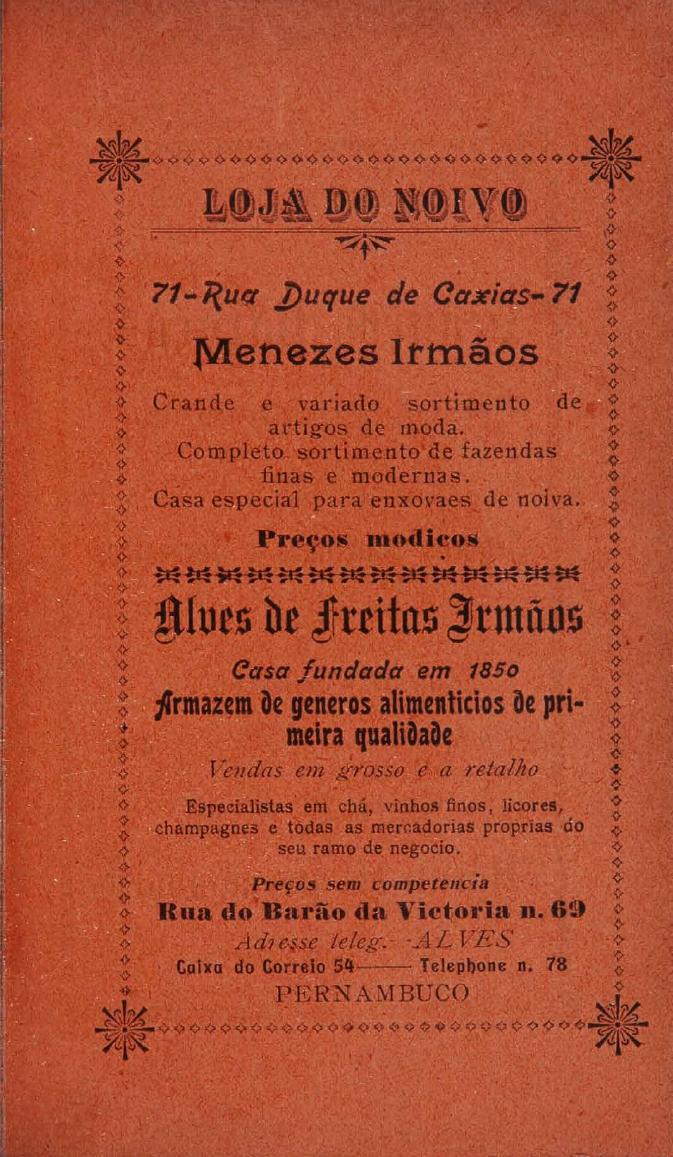 LOJA DO NOIVO
71-Rua Duque de Caxias-71
Menezes Irmãos
Crande e variado sortimento de
artigos de moda.
Completo sortimento de fazendas
finas e modernas.
Casa especial para enxovaes de noiva.
Preços modicos
Alves de Freitas Irmãos
Casa fundada em 1850
Armazem de generos alimenticios de pri-
meira qualidade
Vendas em grosso e a retalho
Especialistas em chá, vinhos finos, licores,
champagnes e todas as mercadorias proprias do
seu ramo de negocio.
Preços sem competencia
Rua do Barão da Victoria n. 69
Adresse teleg.--ALVES
Caixa do Correio 54—— Telephone n. 78
PERNAMBUCO